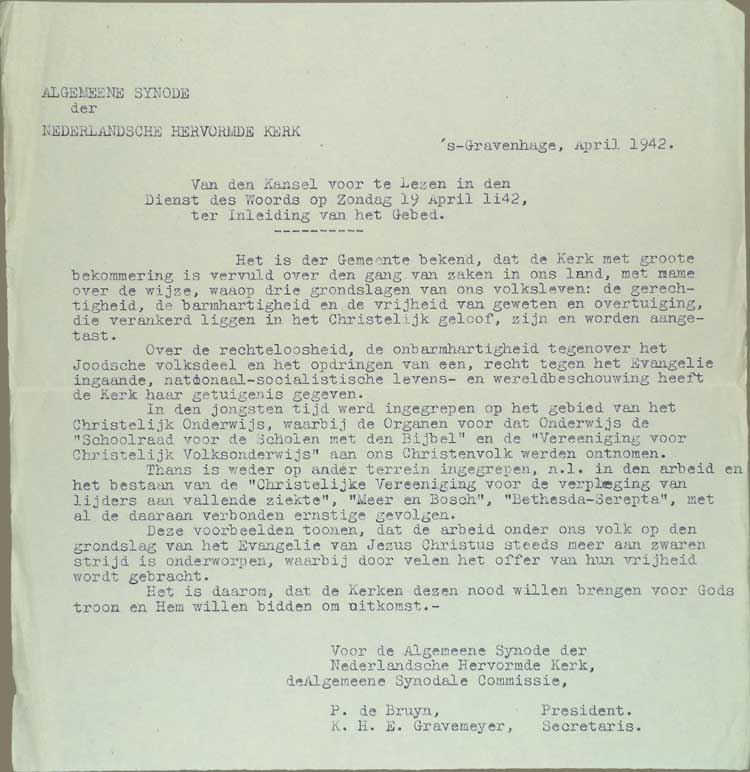 ALGEMEENE SYNODE
der
NEDERLANDSCHE HERVORMDE KERK
's-Gravenhage, April 1942.
Van den Kansel voor te Lezen in den
Dienst des Woords op Zondag 19 April 1i42,
ter Inleiding van het Gebed.
----------
Het is der Gemeente bekend, dat de Kerk met groote
bekommering is vervuld over den gang van zaken in ons land, met mame
over de wijze, waaop drie grondslagen van ons volksleven: de gerech-
tigheid, de barmhartigheid en de vrijheid van geweten en overtuiging,
die verankerd liggen in het Christelijk geloof, zijn en worden aange-
tast.
Over de rechteloosheid, de onbarmhartigheid tegenover het
Joodsche volksdeel en het opdringen van een, recht tegen het Evangelie
ingaande, nationaal-socialistische levens- en wereldbeschouwing heeft
de Kerk haar getuigenis gegeven.
In den jongsten tijd werd ingegrepen op het gebied van het
Christelijk Onderwijs, waarbij de Organen voor dat Onderwijs de
"Schoolraad voor de Scholen met den Bijbel" en de "Vereeniging voor
Christelijk Volksonderwijs" aan ons Christenvolk werden ontnomen.
Thans is weder op ander terrein ingegrepen, n.l. in den arbeid en
het bestaan van de "Christelijke Vereeniging voor de verpleging van
lijders aan vallende ziekte", "Meer en Bosch", "Bethesda-Serepta", met
al de daaraan verbonden ernstige gevolgen.
Deze voorbeelden toonen, dat de arbeid onder ons volk op den
grondslag van het Evangelie van Jezus Christus steeds meer aan zwaren
strijd is onderworpen, waarbij door velen het offer van hun vrijheid
wordt gebracht.
Het is daarom, dat de Kerken dezen nood willen brengen voor Gods
troon en Hem willen bidden om uitkomst.-
Voor de Algemeene Synode der
Nederlandsche Hervormde Kerk,
deAlgemeene Synodale Commissie,
P. de Bruyn, President.
K. H. E. Gravemeyer, Secretaris.